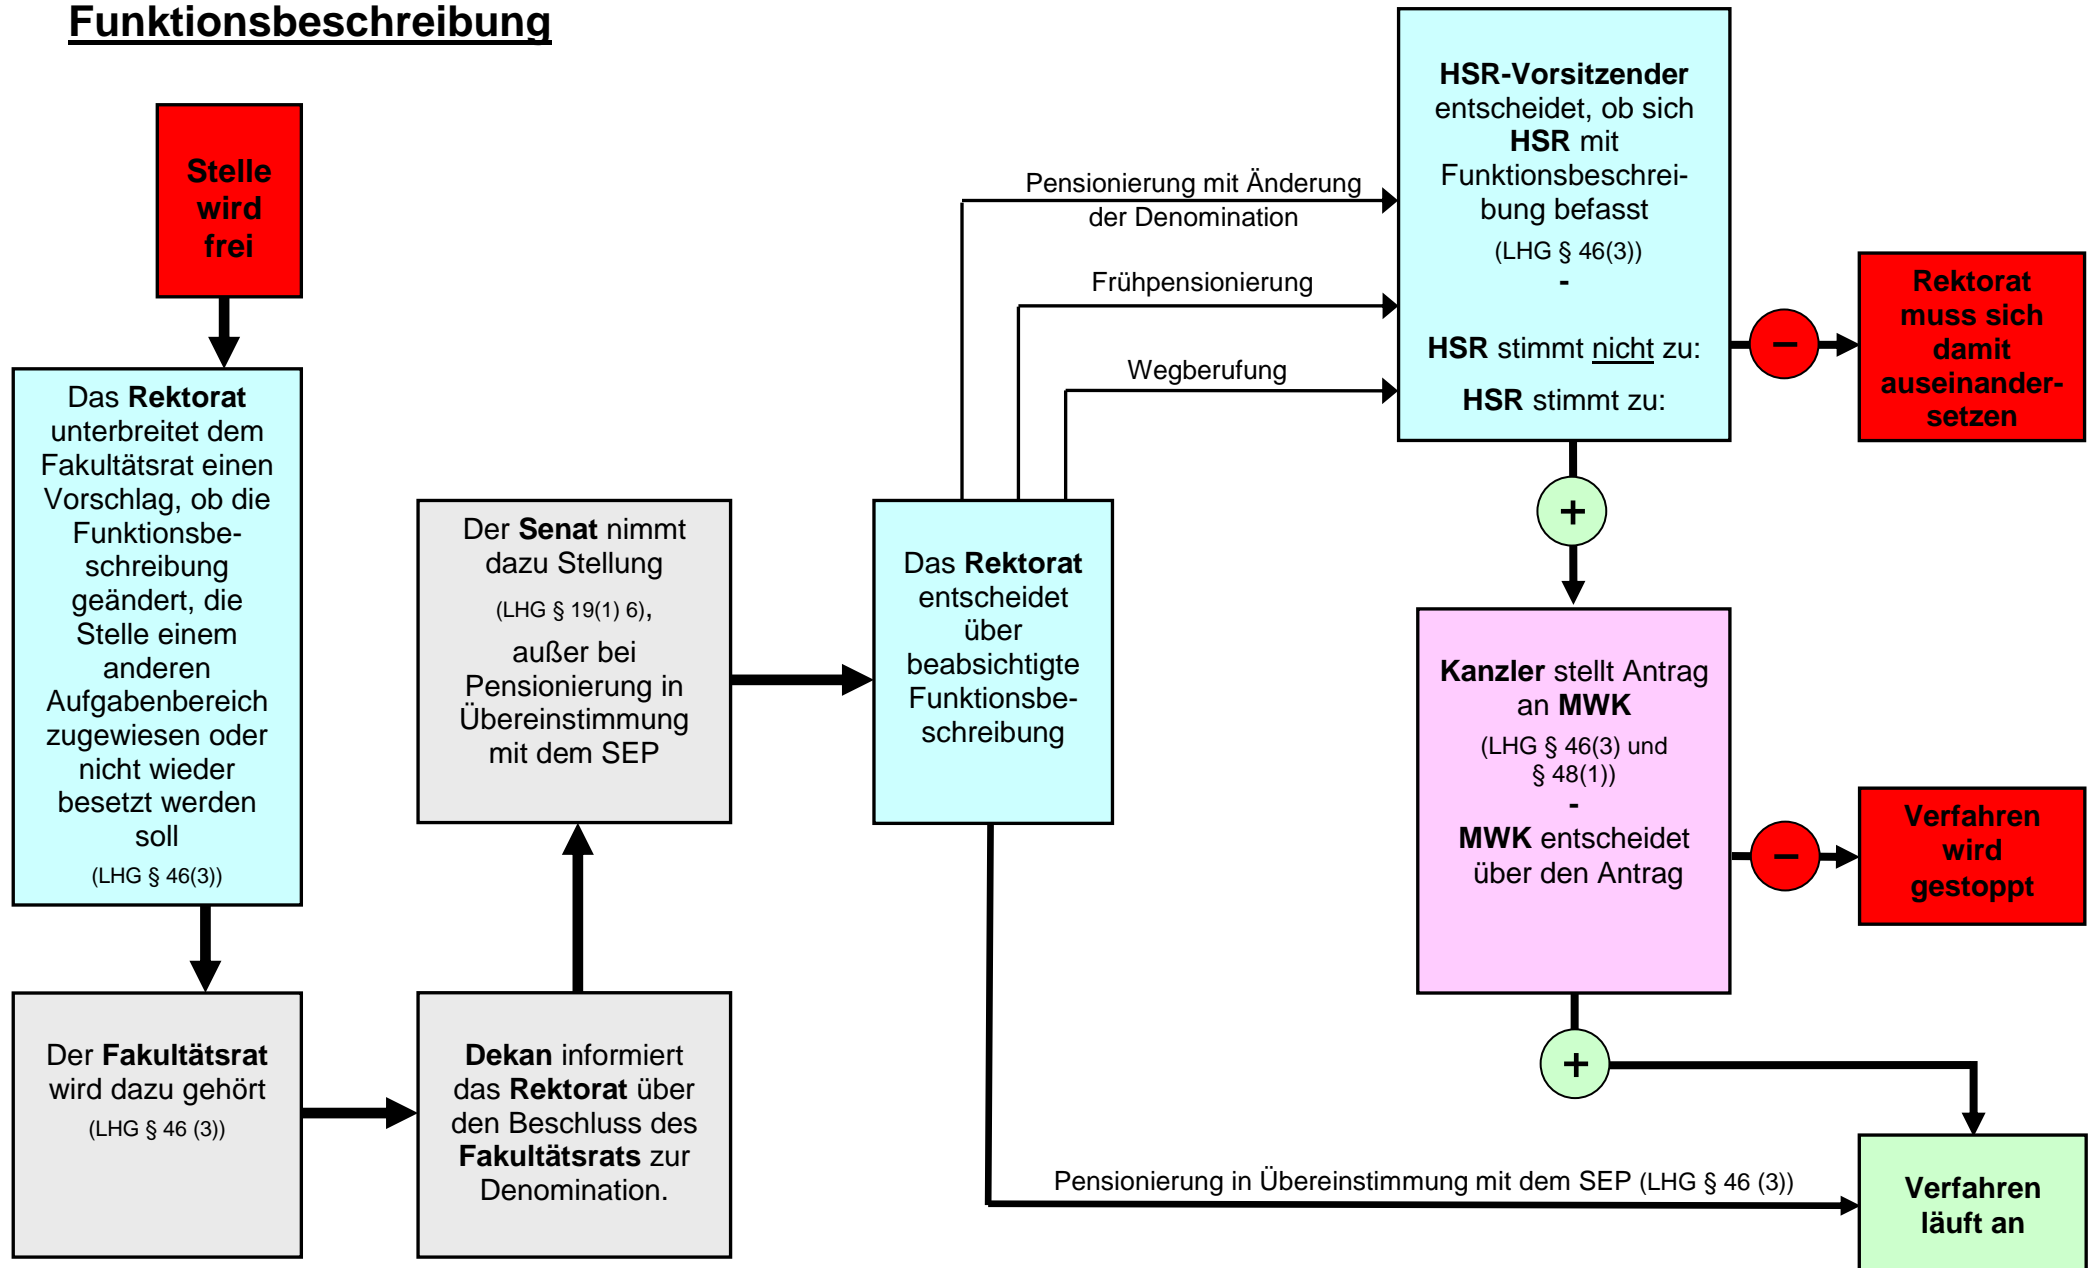 Funktionsbeschreibung
Stelle
wird
frei
Das Rektorat
unterbreitet dem
Fakultätsrat einen
Vorschlag, ob die
Funktionsbe-
schreibung
geändert, die
Stelle einem
anderen
Aufgabenbereich
zugewiesen oder
nicht wieder
besetzt werden
soll
(LHG § 46(3))
Der Fakultätsrat
wird dazu gehört
(LHG § 46 (3))
Dekan informiert
das Rektorat über
den Beschluss des
Fakultätsrats zur
Denomination.
Der Senat nimmt
dazu Stellung
(LHG § 19(1) 6),
außer bei
Pensionierung in
Übereinstimmung
mit dem SEP
Das Rektorat
entscheidet
über
beabsichtigte
Funktionsbe-
schreibung
Pensionierung mit Änderung
der Denomination
Frühpensionierung
Wegberufung
HSR-Vorsitzender
entscheidet, ob sich
HSR mit
Funktionsbeschrei-
bung befasst
(LHG § 46(3))
-
HSR stimmt nicht zu:
HSR stimmt zu:
–
Rektorat
muss sich
damit
auseinander-
setzen
+
Kanzler stellt Antrag
an MWK
(LHG § 46(3) und
§ 48(1))
-
MWK entscheidet
über den Antrag
–
Verfahren
wird
gestoppt
+
Pensionierung in Übereinstimmung mit dem SEP (LHG § 46 (3))
Verfahren
läuft an